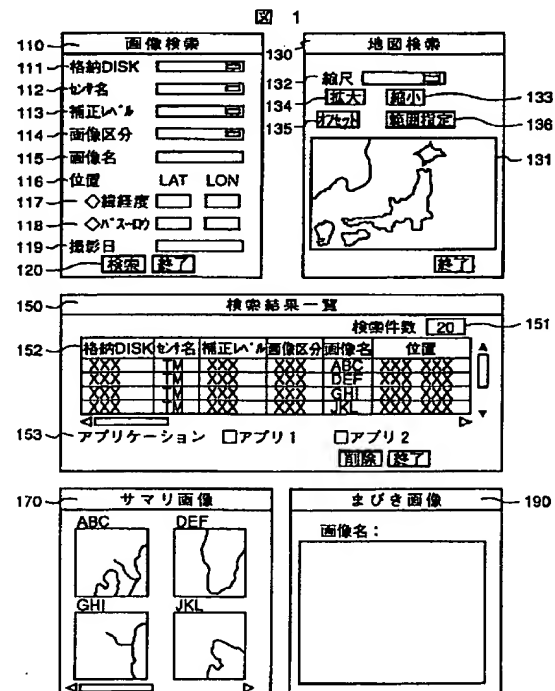 図 1
110 画像検索
111 格納DISK
112 センサ名
113 補正レベル
114 画像区分
115 画像名
116 位置 LAT LON
117 ◇緯経度
118 ◇パス-ロウ
119 撮影日
120 検索 終了
130 地図検索
132 縮尺
134 拡大 縮小 133
135 オフセット 範囲指定 136
131
終了
150 検索結果一覧
検索件数 20 151
152 格納DISK センサ名 補正レベル 画像区分 画像名 位置
XXX TM XXX XXX ABC XXX XXX
XXX TM XXX XXX DEF XXX XXX
XXX TM XXX XXX GHI XXX XXX
XXX TM XXX XXX JKL XXX XXX
153 アプリケーション □アプリ1 □アプリ2
削除 終了
170 サマリ画像
ABC DEF
GHI JKL
まびき画像 190
画像名：